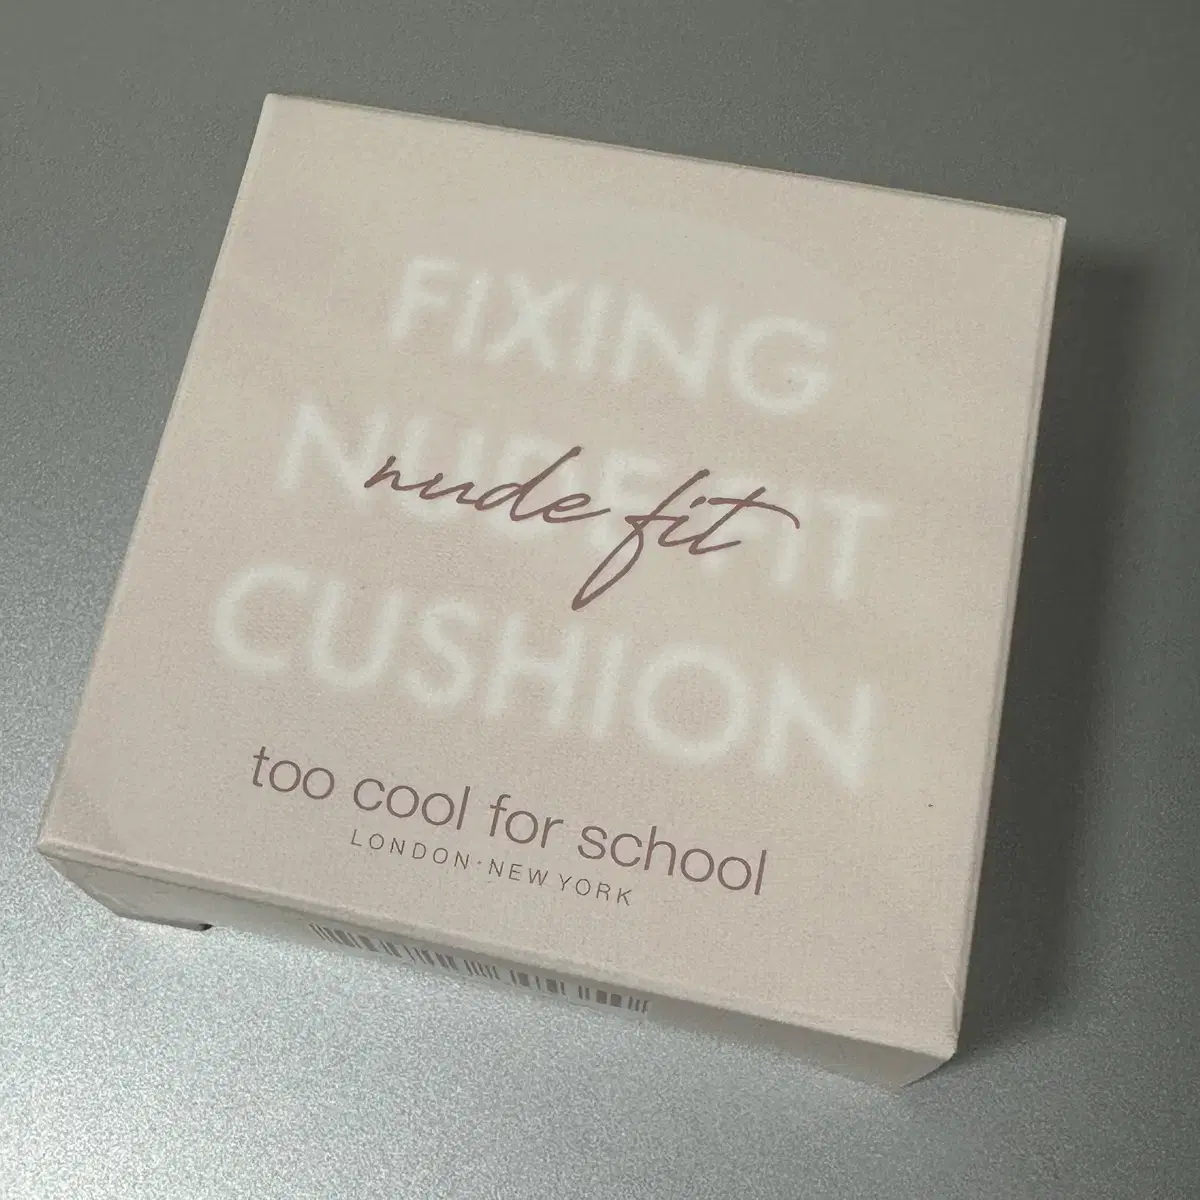 FIXING
NUDE FIT
nude fit
CUSHION
too cool for school
LONDON·NEW YORK